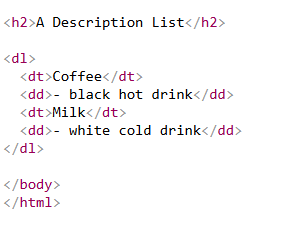 <h2>A Description List</h2>
<dl>
<dt>Coffee</dt>
<dd>- black hot drink</dd>
<dt>Milk</dt>
<dd>- white cold drink</dd>
</dl>
</body>
</html>